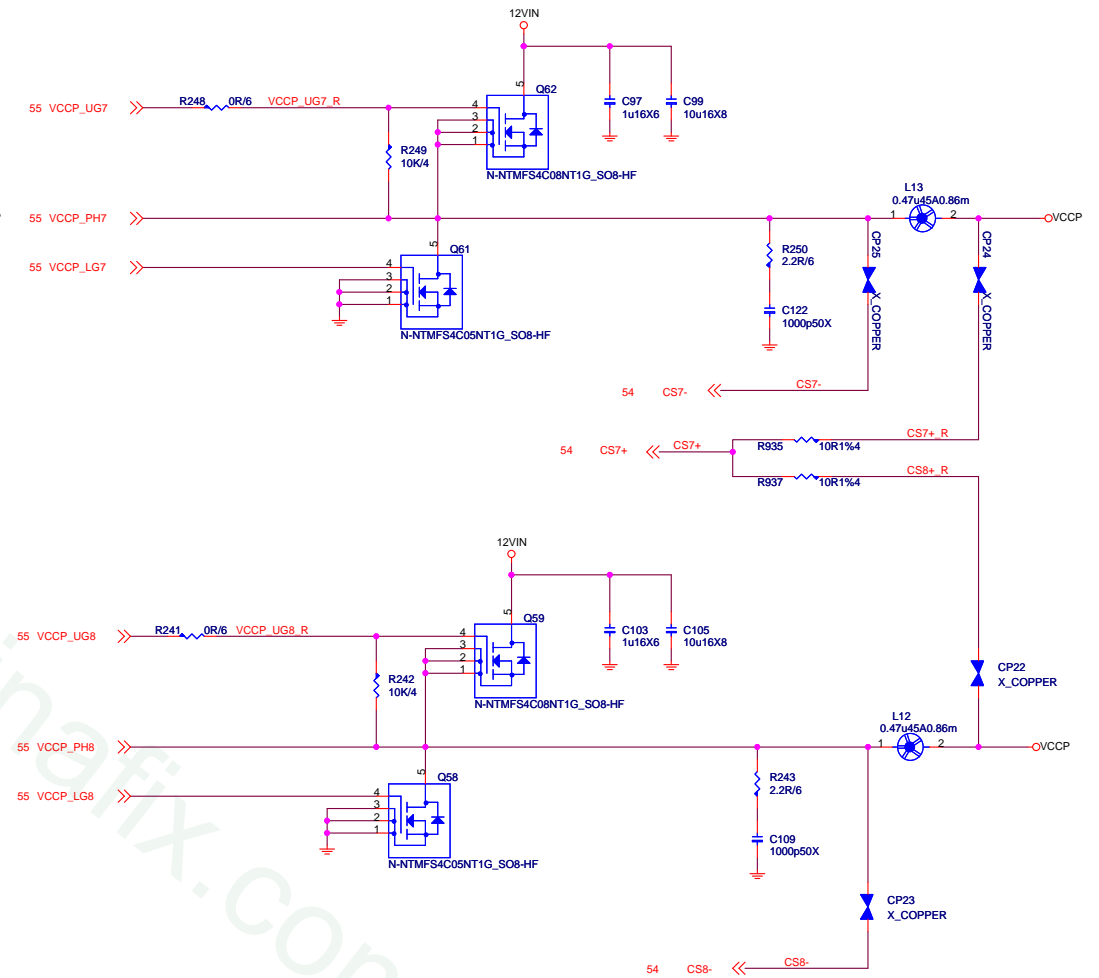 12VIN
5
Q62
55 VCCP_UG7
R248
0R/6
VCCP_UG7_R
4
3
2
1
C97
1u16X6
C99
10u16X8
R249
10K/4
N-NTMFS4C08NT1G_SO8-HF
L13
0.47u45A0.86m
55 VCCP_PH7
1
2
VCCP
5
Q61
CP25
CP24
R250
2.2R/6
55 VCCP_LG7
4
3
2
1
X_COPPER
X_COPPER
C122
1000p50X
N-NTMFS4C05NT1G_SO8-HF
54 CS7-
CS7-
54 CS7+
CS7+
R935
10R1%4
CS7+_R
R937
10R1%4
CS8+_R
12VIN
5
Q59
55 VCCP_UG8
R241
0R/6
VCCP_UG8_R
4
3
2
1
C103
1u16X6
C105
10u16X8
R242
10K/4
N-NTMFS4C08NT1G_SO8-HF
CP22
X_COPPER
L12
0.47u45A0.86m
55 VCCP_PH8
1
2
VCCP
5
Q58
R243
2.2R/6
55 VCCP_LG8
4
3
2
1
C109
1000p50X
N-NTMFS4C05NT1G_SO8-HF
CP23
X_COPPER
54 CS8-
CS8-